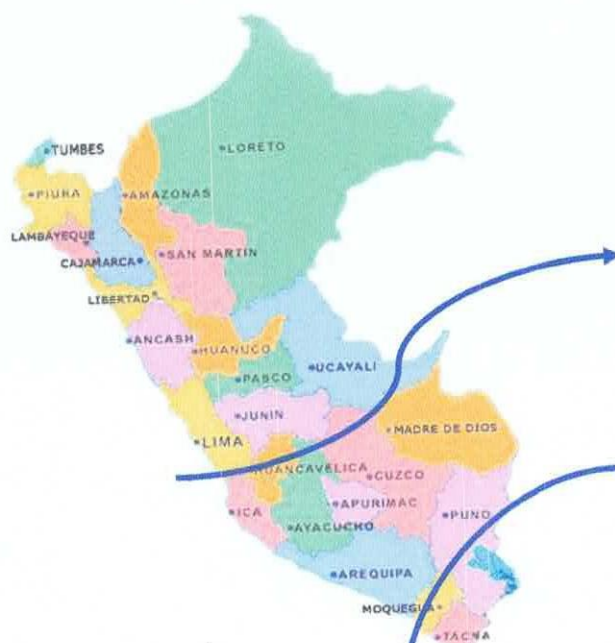 TUMBES
LORETO
PIURA
AMAZONAS
LAMBAYEQUE
SAN MARTIN
CAJAMARCA
LIBERTAD
ANCASH
HUANUCO
UCAYALI
PASCO
JUNIN
MADRE DE DIOS
LIMA
HUANCAVELICA
CUZCO
APURIMAC
ICA
PUNO
AYACUCHO
AREQUIPA
MOQUEGUA
TACNA